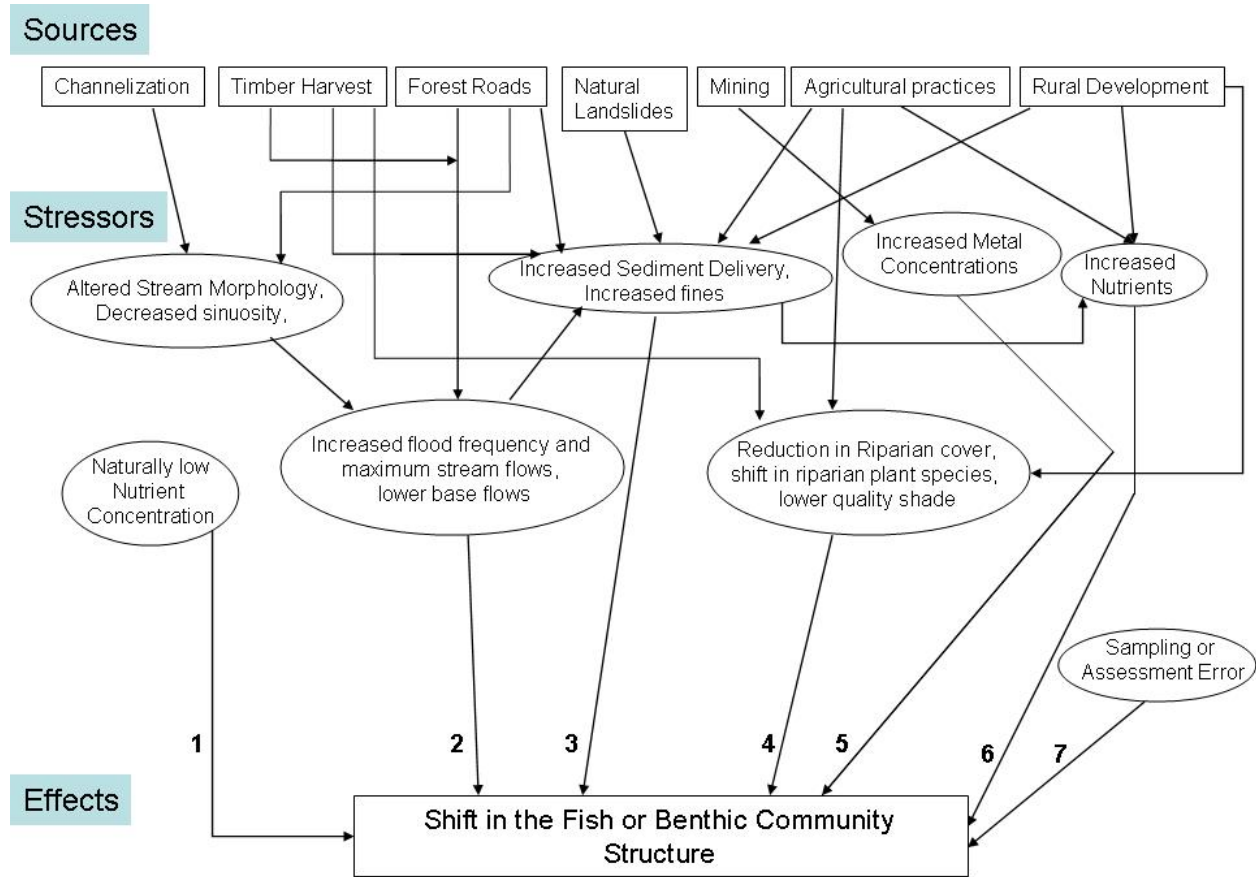 Sources
Channelization
Timber Harvest
Forest Roads
Natural
Landslides
Mining
Agricultural practices
Rural Development
Stressors
Altered Stream Morphology,
Decreased sinuosity,
Increased Sediment Delivery,
Increased fines
Increased Metal
Concentrations
Increased
Nutrients
Naturally low
Nutrient
Concentration
Increased flood frequency and
maximum stream flows,
lower base flows
Reduction in Riparian cover,
shift in riparian plant species,
lower quality shade
Sampling or
Assessment Error
1
2
3
4
5
6
7
Effects
Shift in the Fish or Benthic Community
Structure